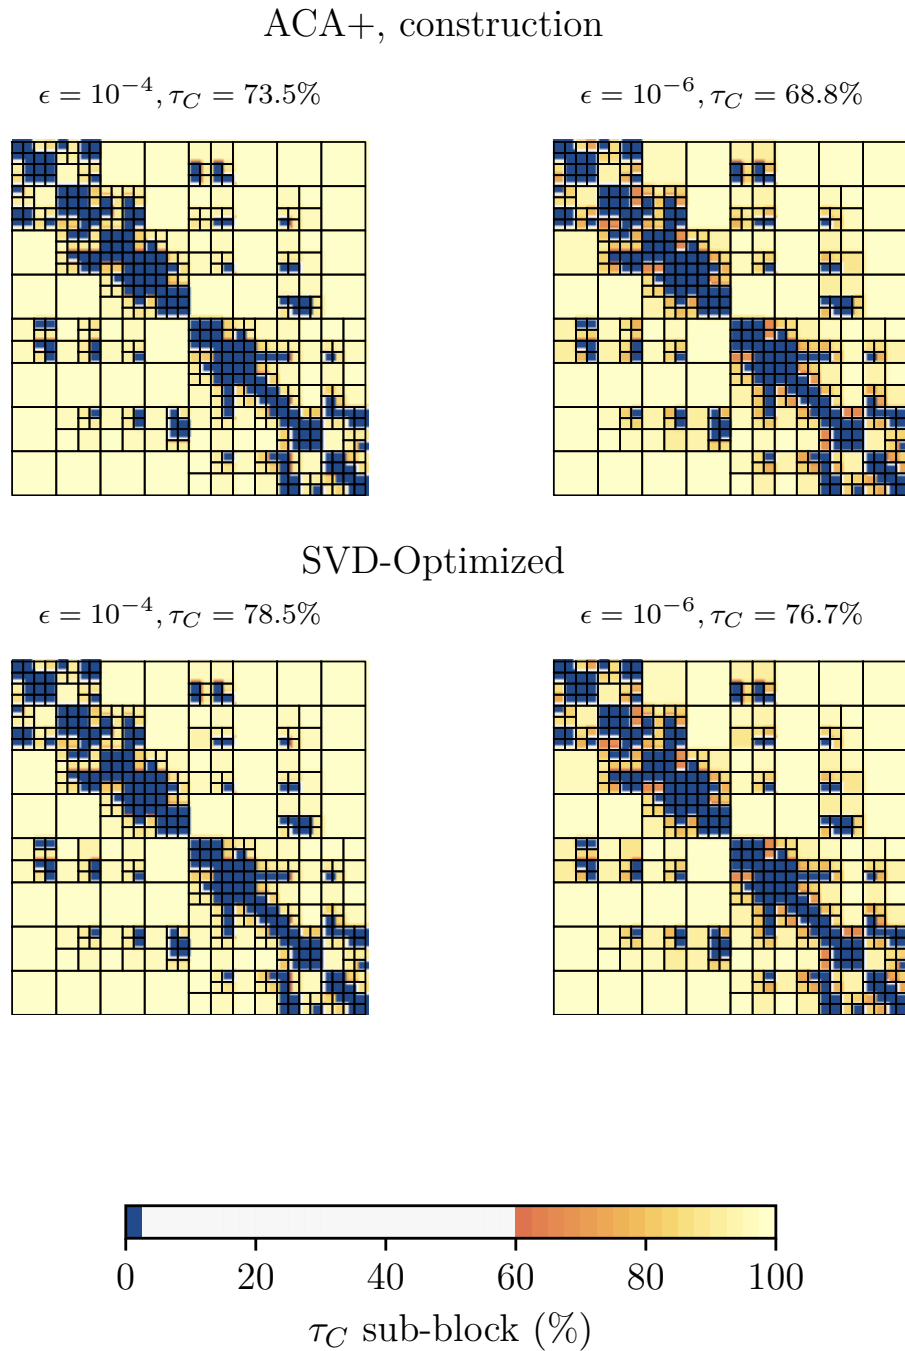 ACA+, construction
ϵ = 10⁻⁴, τ_C = 73.5%
ϵ = 10⁻⁶, τ_C = 68.8%
SVD-Optimized
ϵ = 10⁻⁴, τ_C = 78.5%
ϵ = 10⁻⁶, τ_C = 76.7%
0 20 40 60 80 100
τ_C sub-block (%)